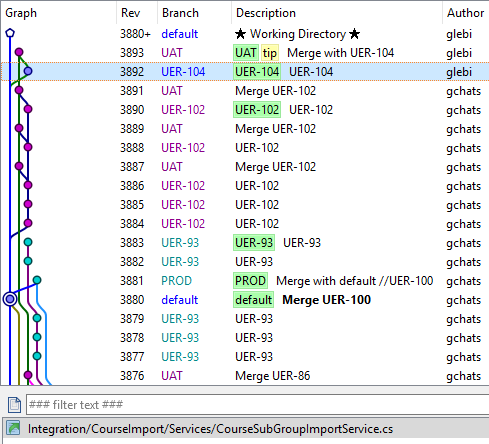 Graph Rev Branch Description Author
3880+ default ★ Working Directory ★ glebi
3893 UAT UAT tip Merge with UER-104 glebi
3892 UER-104 UER-104 UER-104 glebi
3891 UAT Merge UER-102 gchats
3890 UER-102 UER-102 UER-102 gchats
3889 UAT Merge UER-102 gchats
3888 UER-102 UER-102 gchats
3887 UAT Merge UER-102 gchats
3886 UER-102 UER-102 gchats
3885 UER-102 UER-102 gchats
3884 UER-102 UER-102 gchats
3883 UER-93 UER-93 UER-93 gchats
3882 UER-93 UER-93 gchats
3881 PROD PROD Merge with default //UER-100 gchats
3880 default default Merge UER-100 gchats
3879 UER-93 UER-93 gchats
3878 UER-93 UER-93 gchats
3877 UER-93 UER-93 gchats
3876 UAT Merge UER-86 gchats
### filter text ###
Integration/CourseImport/Services/CourseSubGroupImportService.cs